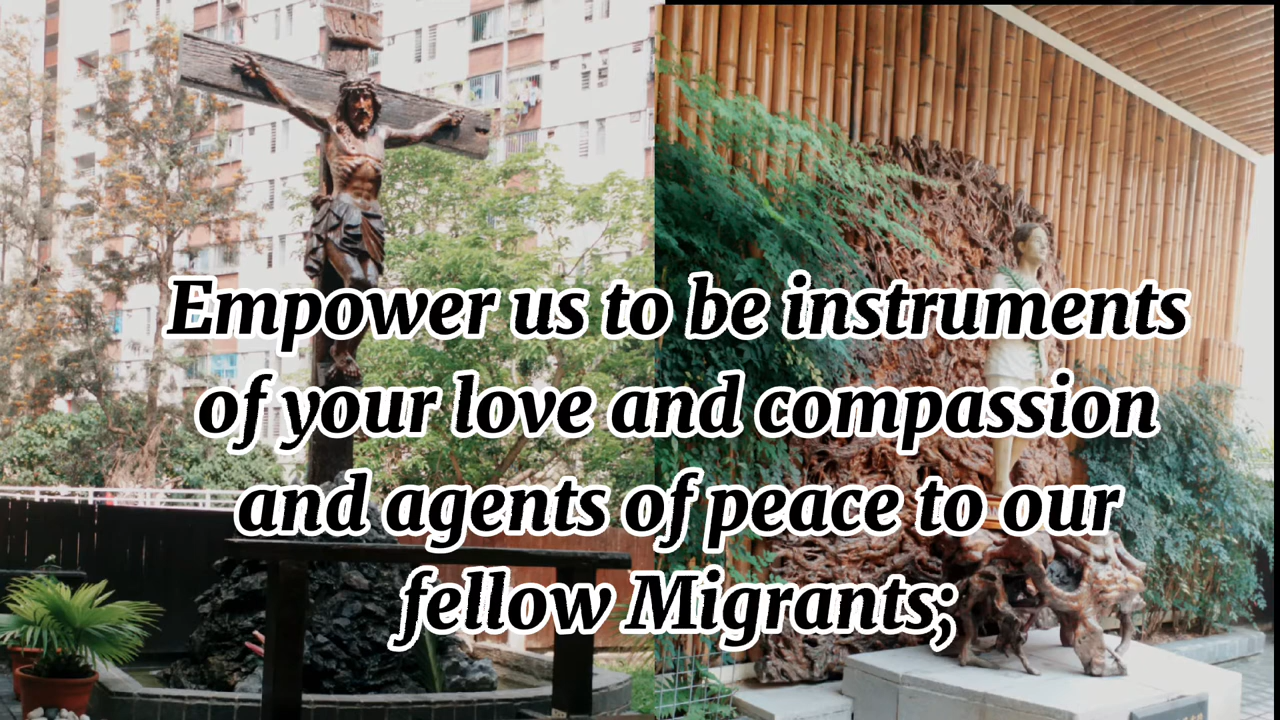 Empower us to be instruments
of your love and compassion
and agents of peace to our
fellow Migrants;